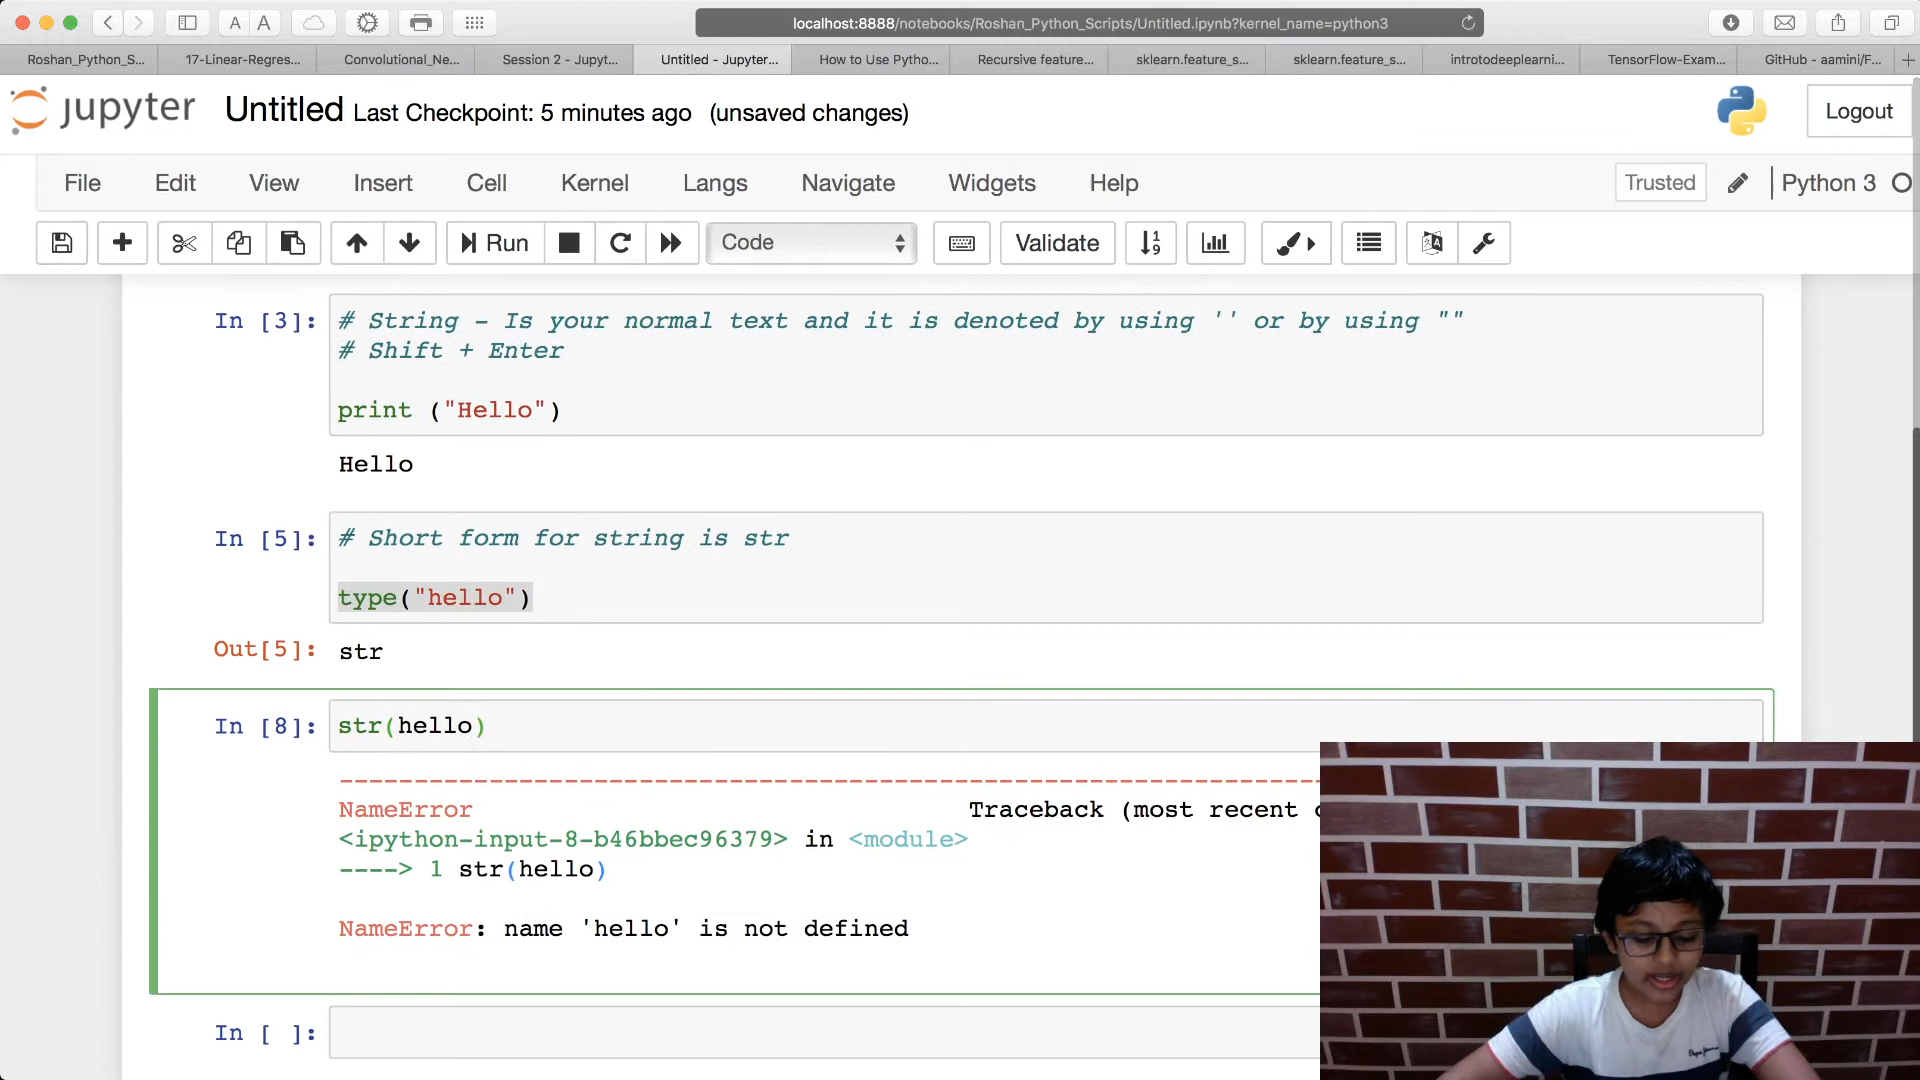 A A
localhost:8888/notebooks/Roshan_Python_Scripts/Untitled.ipynb?kernel_name=python3
Roshan_Python_S... 17-Linear-Regres... Convolutional_Ne... Session 2 - Jupyt... Untitled - Jupyter... How to Use Pytho... Recursive feature... sklearn.feature_s... sklearn.feature_s... introtodeeplearni... TensorFlow-Exam... GitHub - aamini/F...
jupyter Untitled Last Checkpoint: 5 minutes ago (unsaved changes) Logout
File Edit View Insert Cell Kernel Langs Navigate Widgets Help Trusted Python 3
Run Code Validate
In [3]: # String - Is your normal text and it is denoted by using '' or by using ""
# Shift + Enter
print ("Hello")
Hello
In [5]: # Short form for string is str
type("hello")
Out[5]: str
In [8]: str(hello)
---------------------------------------------------------------------------
NameError Traceback (most recent
<ipython-input-8-b46bbec96379> in <module>
----> 1 str(hello)
NameError: name 'hello' is not defined
In [ ]: